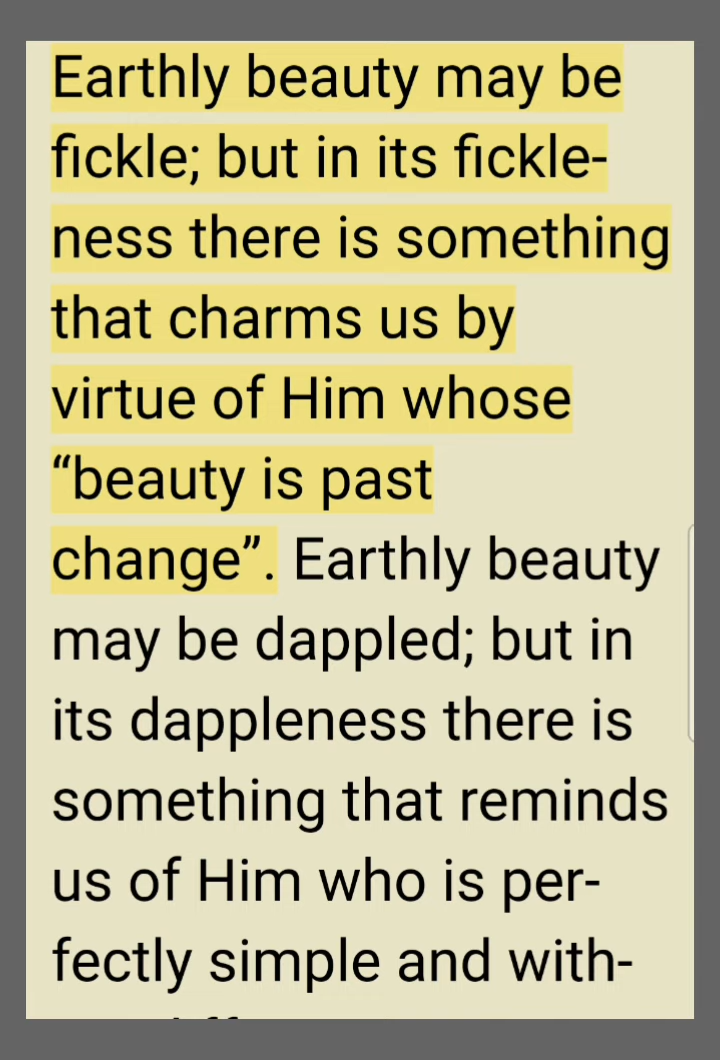 Earthly beauty may be
fickle; but in its fickle-
ness there is something
that charms us by
virtue of Him whose
“beauty is past
change”. Earthly beauty
may be dappled; but in
its dappleness there is
something that reminds
us of Him who is per-
fectly simple and with-